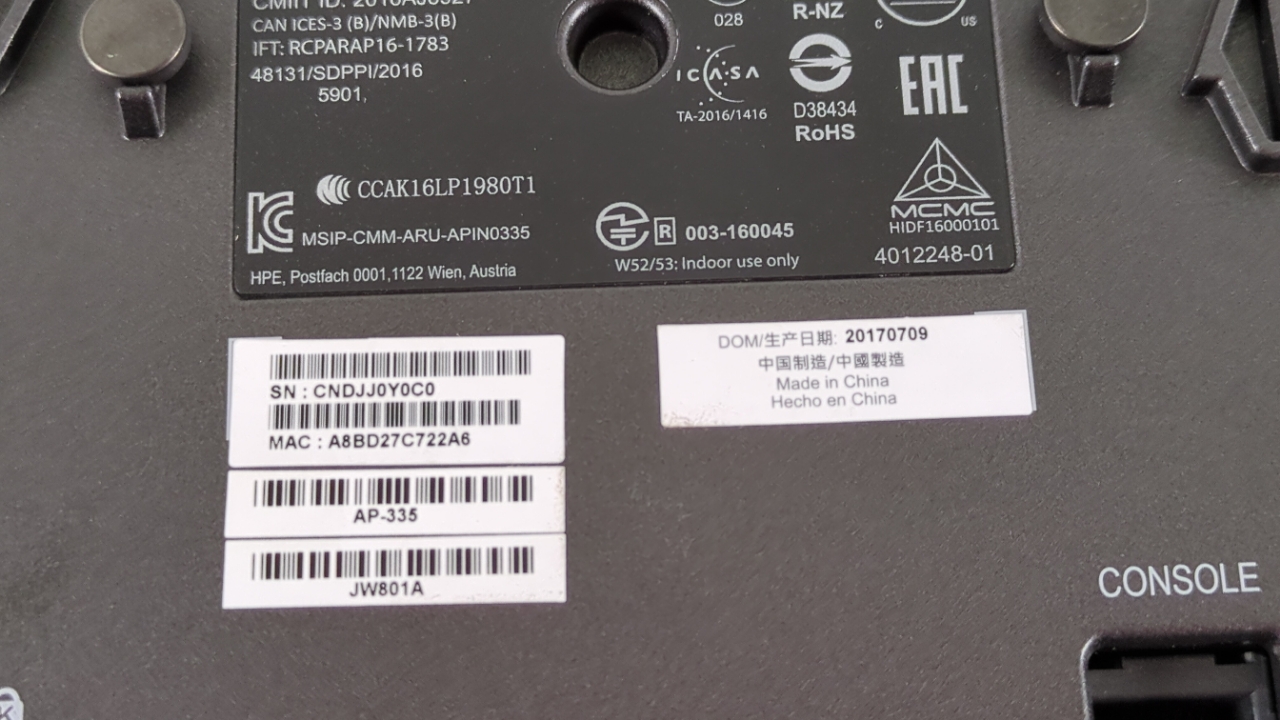 CAN ICES-3 (B)/NMB-3(B)
IFT: RCPARAP16-1783
48131/SDPPI/2016
5901,
028
R-NZ
C US
ICASA
TA-2016/1416
D38434
RoHS
EAC
CCAK16LP1980T1
MSIP-CMM-ARU-APIN0335
HPE, Postfach 0001,1122 Wien, Austria
R 003-160045
W52/53: Indoor use only
MCMC
HIDF16000101
4012248-01
SN : CNDJJ0Y0C0
MAC : A8BD27C722A6
AP-335
JW801A
DOM/生产日期: 20170709
中国制造/中國製造
Made in China
Hecho en China
CONSOLE